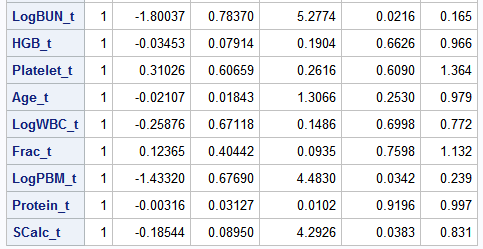 LogBUN_t 1 -1.80037 0.78370 5.2774 0.0216 0.165
HGB_t 1 -0.03453 0.07914 0.1904 0.6626 0.966
Platelet_t 1 0.31026 0.60659 0.2616 0.6090 1.364
Age_t 1 -0.02107 0.01843 1.3066 0.2530 0.979
LogWBC_t 1 -0.25876 0.67118 0.1486 0.6998 0.772
Frac_t 1 0.12365 0.40442 0.0935 0.7598 1.132
LogPBM_t 1 -1.43320 0.67690 4.4830 0.0342 0.239
Protein_t 1 -0.00316 0.03127 0.0102 0.9196 0.997
SCalc_t 1 -0.18544 0.08950 4.2926 0.0383 0.831